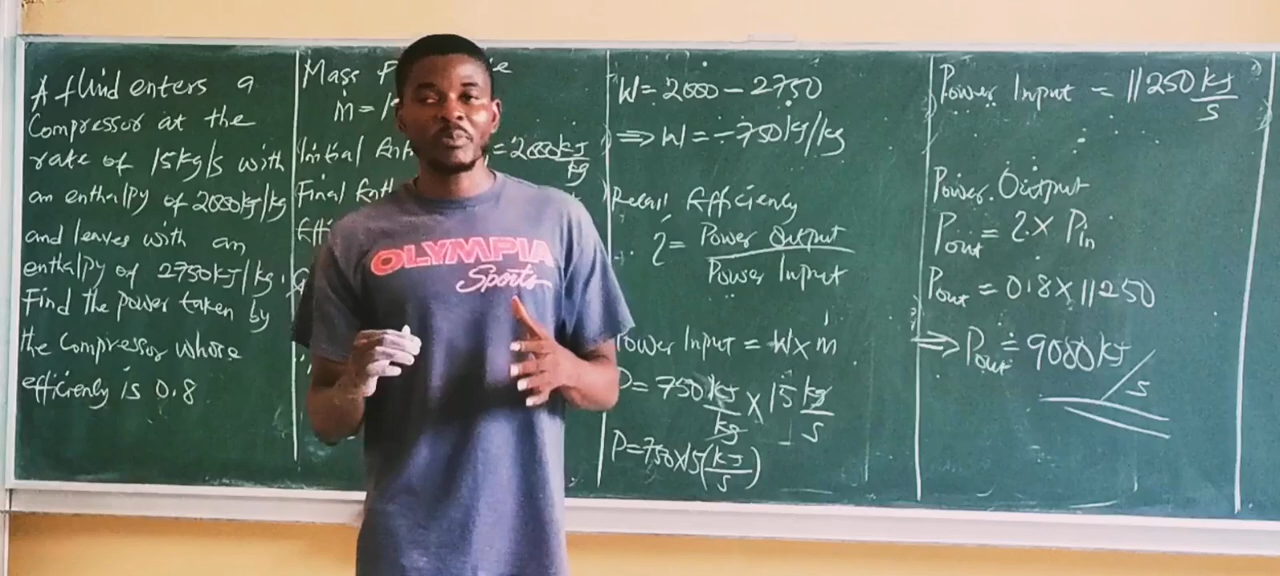 A fluid enters a
Compressor at the
rate of 15kg/s with
an enthalpy of 2000kJ/kg
and leaves with an
enthalpy of 2750kJ/kg.
Find the power taken by
the compressor whose
efficiency is 0.8
Mass
ṁ = 1
Initial = 2000kJ/kg
Final
W = 2000 - 2750
⇒ W = -750kJ/kg
Recall Efficiency
η = Power Output / Power Input
Power Input = W × ṁ
P = 750 kJ/kg × 15 kg/s
P = 750×15 (kJ/s)
Power Input = 11250 kJ/s
Power Output
Pout = η × Pin
Pout = 0.8 × 11250
⇒ Pout = 9000 kJ/s
OLYMPIA
Sports